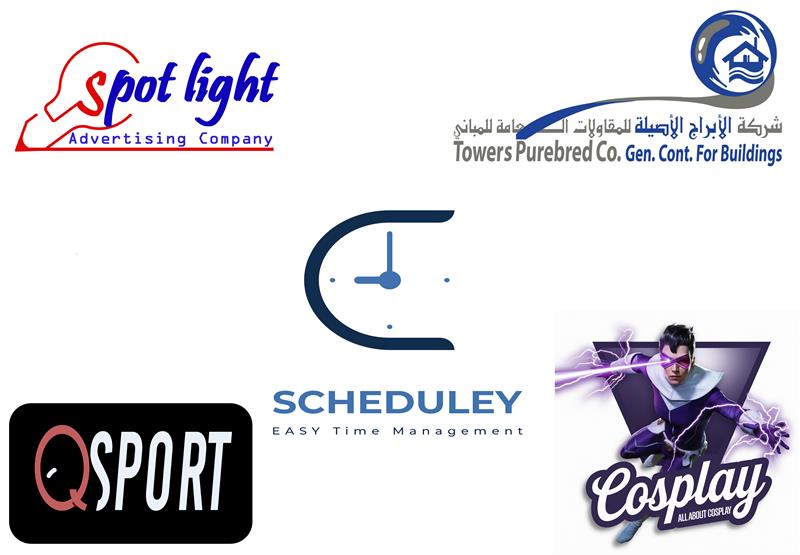 spot light
Advertising Company
شركة الأبراج الأصيلة للمقاولات العامة للمباني
Towers Purebred Co. Gen. Cont. For Buildings
SCHEDULEY
EASY Time Management
QSPORT
Cosplay
ALL ABOUT COSPLAY